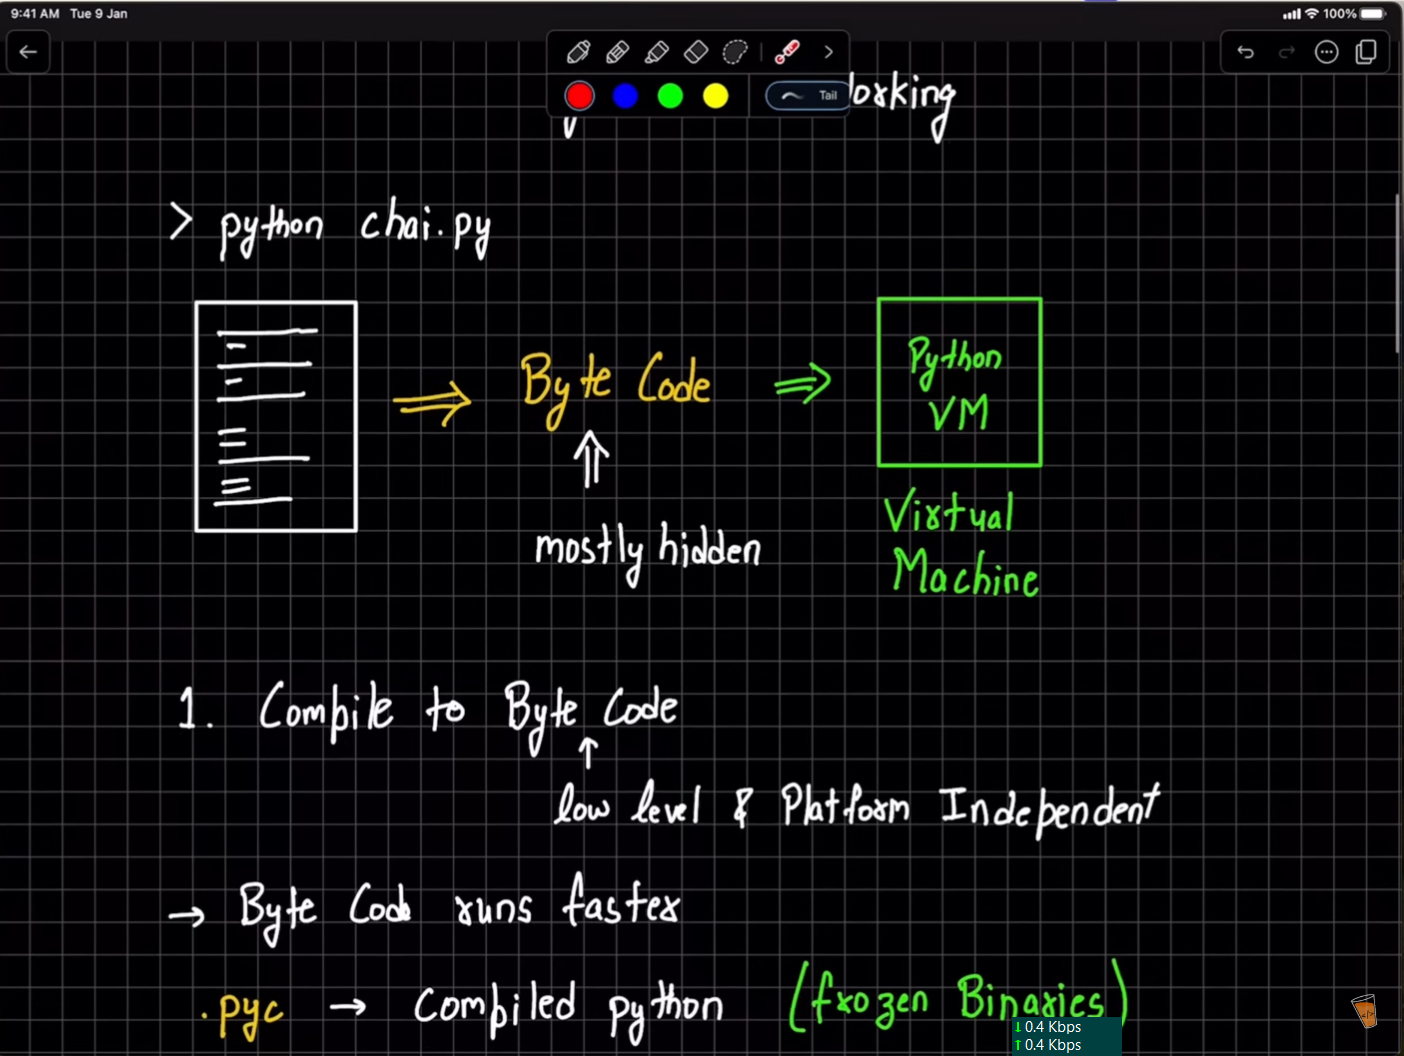 9:41 AM Tue 9 Jan
100%
Tail
orking
> python chai.py
Byte Code
Python
VM
mostly hidden
Virtual
Machine
1. Compile to Byte Code
low level & Platform Independent
→ Byte Code runs faster
.pyc → Compiled python (frozen Binaries)
↓ 0.4 Kbps
↑ 0.4 Kbps